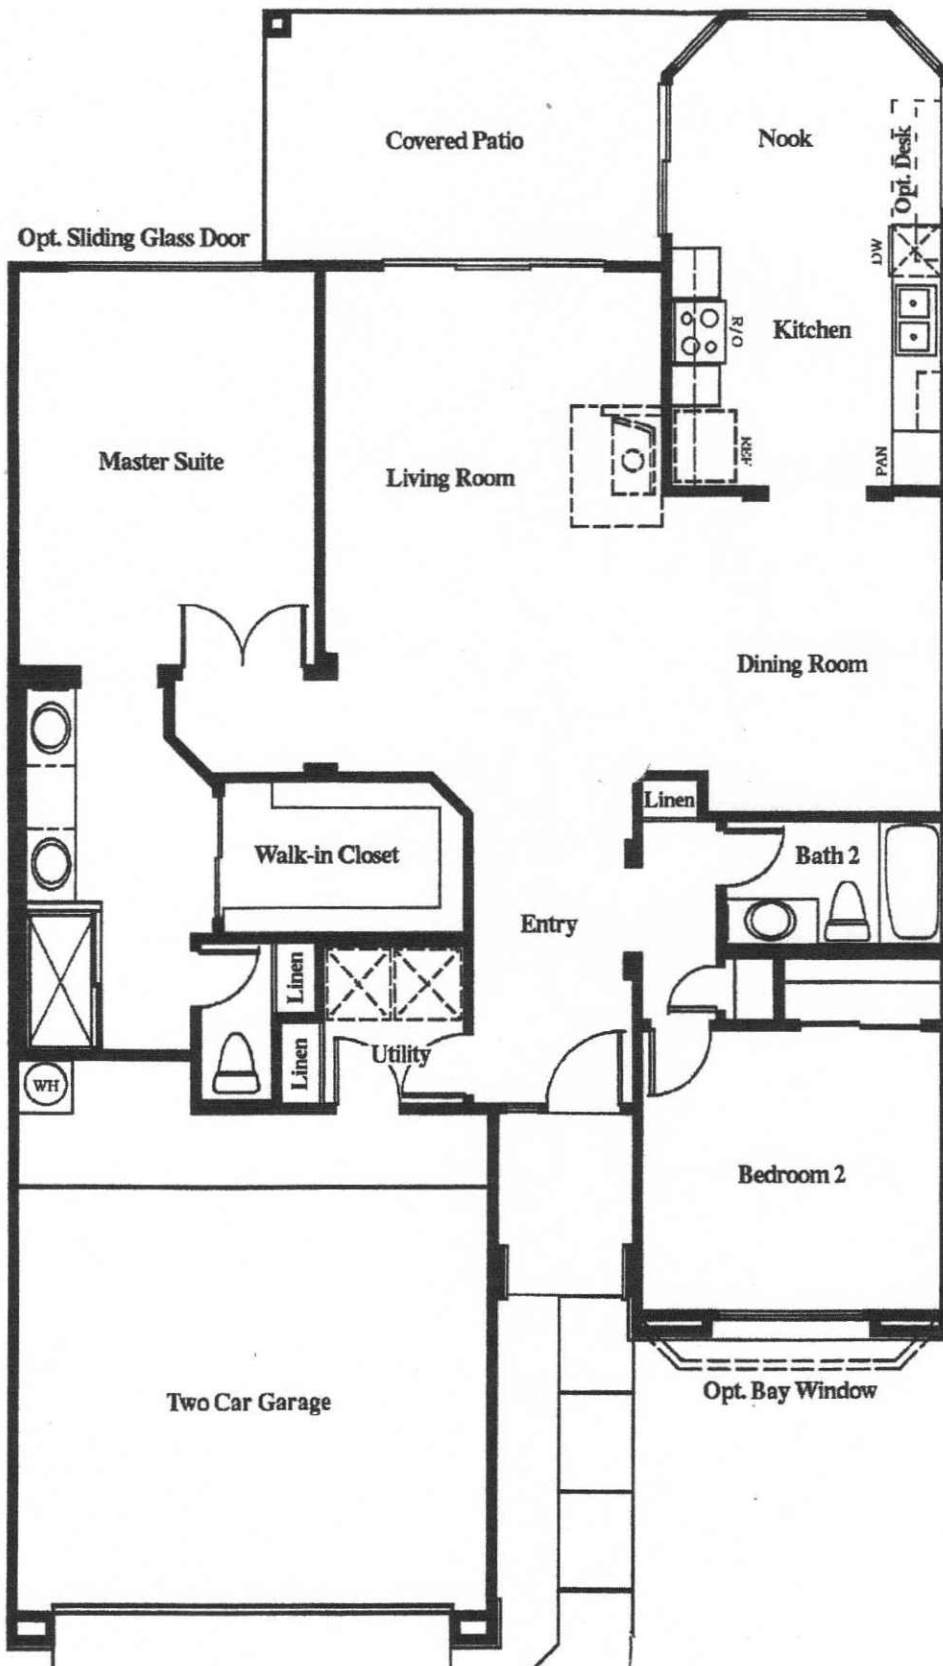 Covered Patio
Nook
Opt. Desk
Opt. Sliding Glass Door
DW
R/O
Kitchen
Master Suite
Living Room
REF
PAN
Dining Room
Linen
Walk-in Closet
Bath 2
Entry
Linen
Linen
Utility
WH
Bedroom 2
Opt. Bay Window
Two Car Garage